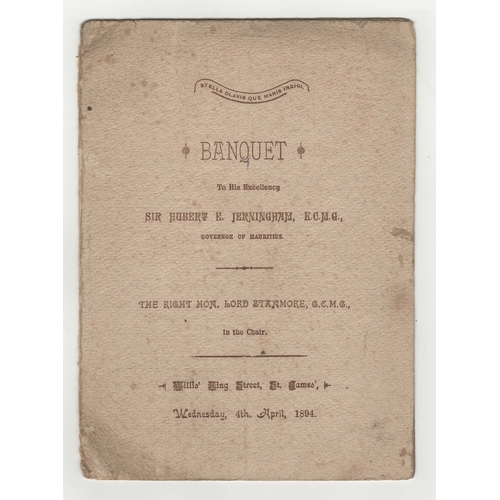 STELLA CLAVIS QUE MARIS INDICI.
BANQUET
To His Excellency
SIR HUBERT E. JERNINGHAM, K.C.M.G.,
GOVERNOR OF MAURITIUS.
THE RIGHT HON. LORD STANMORE, G.C.M.G.,
in the Chair.
Willis' King Street, St. James',
Wednesday, 4th. April, 1894.